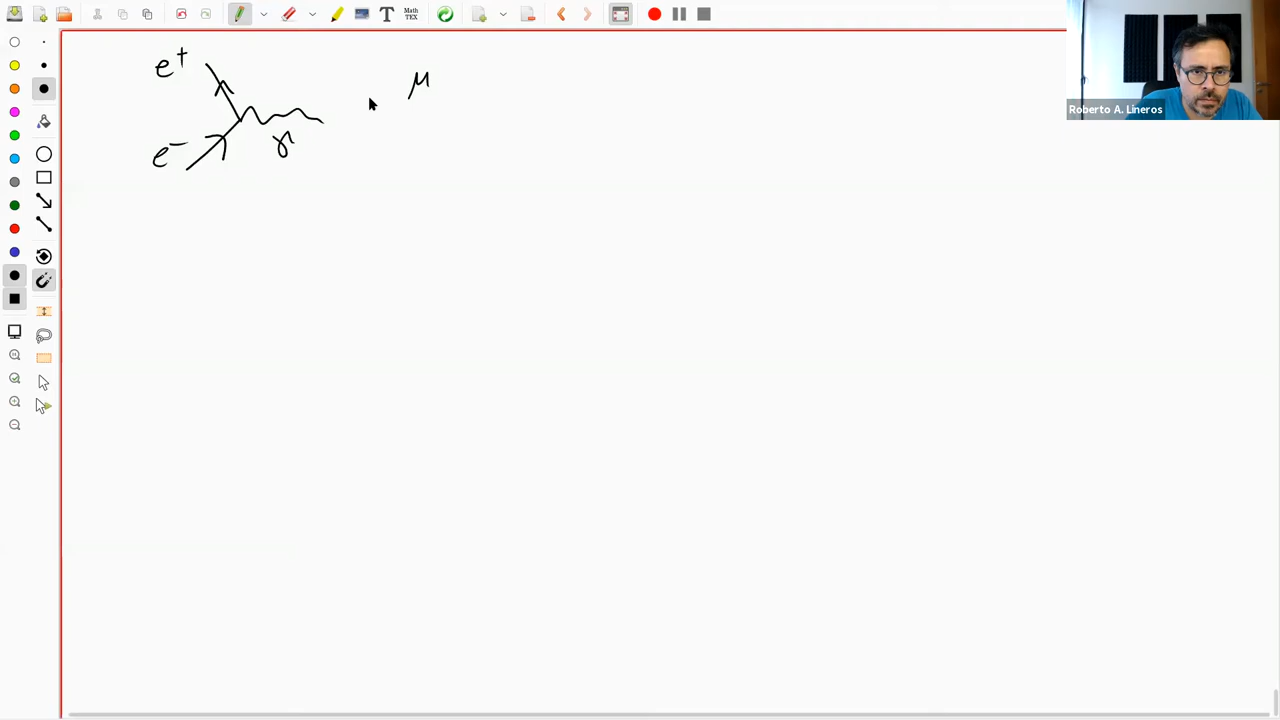 T Math
TEX
e⁺
μ
e⁻
γ
Roberto A. Lineros